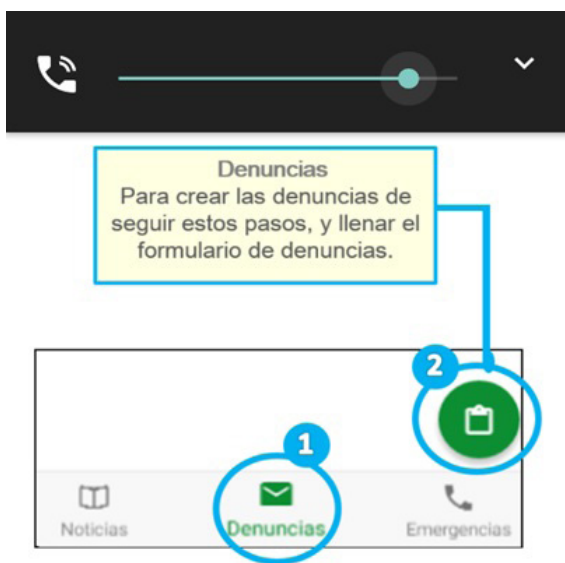 Denuncias
Para crear las denuncias de
seguir estos pasos, y llenar el
formulario de denuncias.
2
1
Noticias
Denuncias
Emergencias